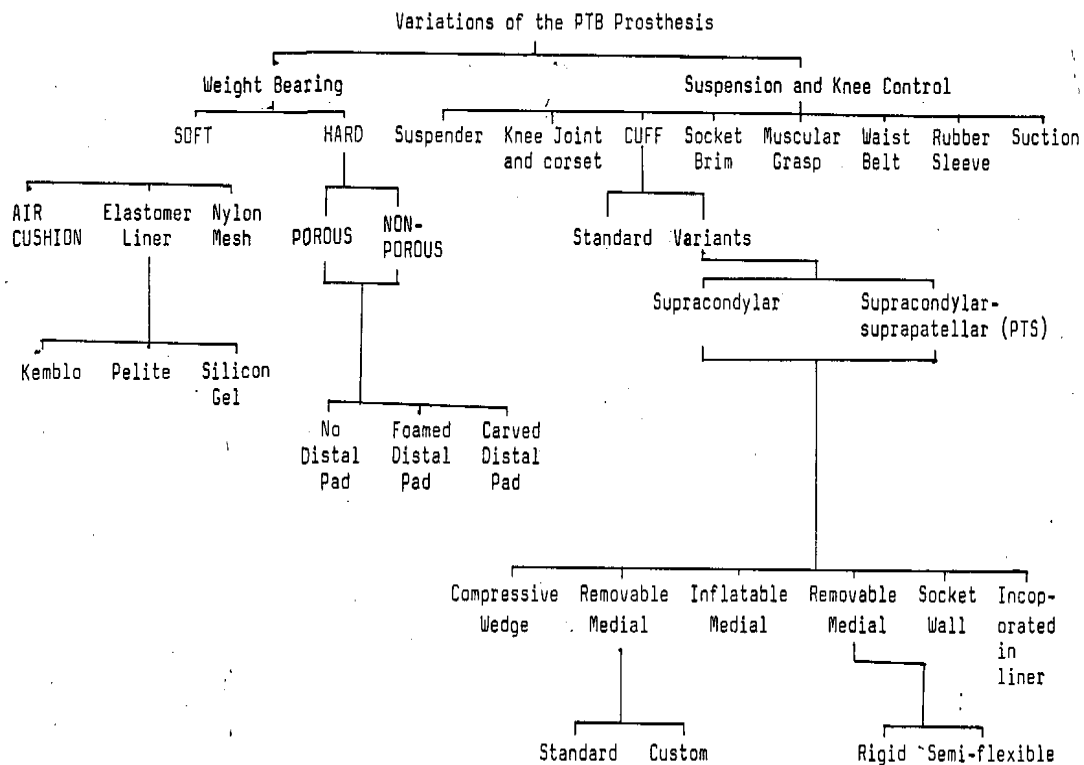 Variations of the PTB Prosthesis
Weight Bearing
Suspension and Knee Control
SOFT
HARD
Suspender
Knee Joint
and corset
CUFF
Socket
Brim
Muscular
Grasp
Waist
Belt
Rubber
Sleeve
Suction
AIR
CUSHION
Elastomer
Liner
Nylon
Mesh
POROUS
NON-
POROUS
Standard
Variants
Supracondylar
Supracondylar-
suprapatellar (PTS)
Kemblo
Pelite
Silicon
Gel
No
Distal
Pad
Foamed
Distal
Pad
Carved
Distal
Pad
Compressive
Wedge
Removable
Medial
Inflatable
Medial
Removable
Medial
Socket
Wall
Incop-
orated
in
liner
Standard
Custom
Rigid
Semi-flexible